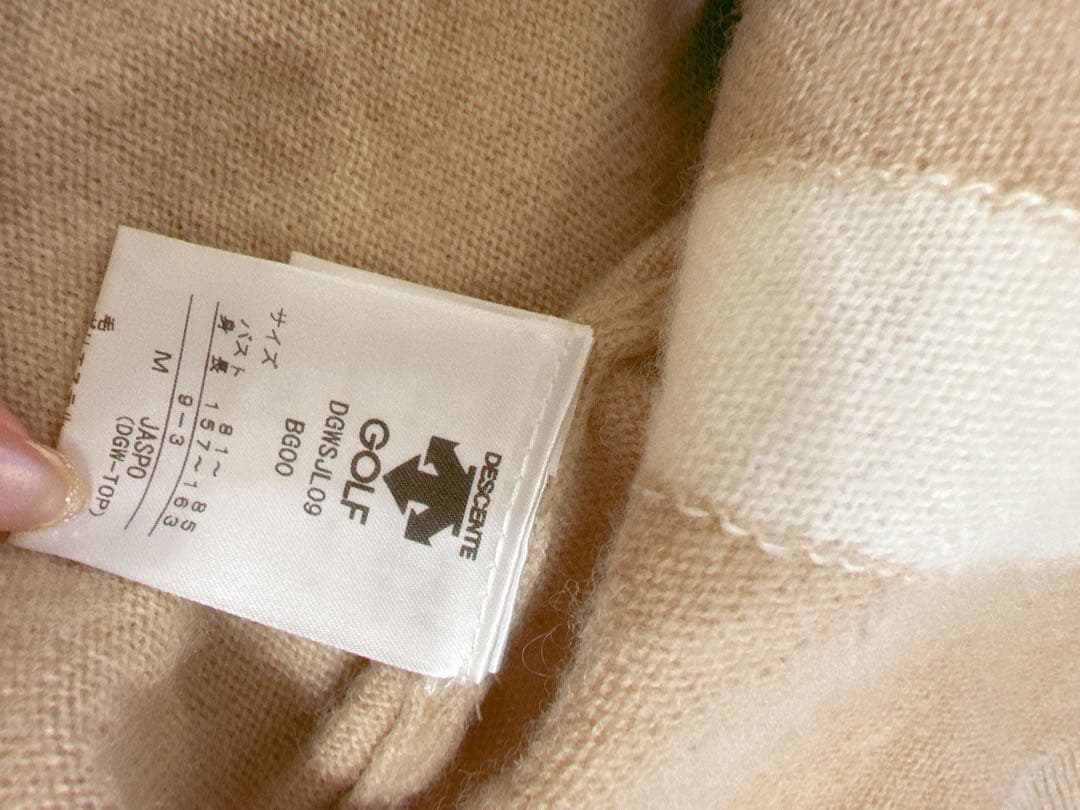 DESCENTE
GOLF
DGWSJL09
BG00
サイズ
バスト 81～85
身 長 157～163
9-3
M
JASPO
(DGW-TOP)